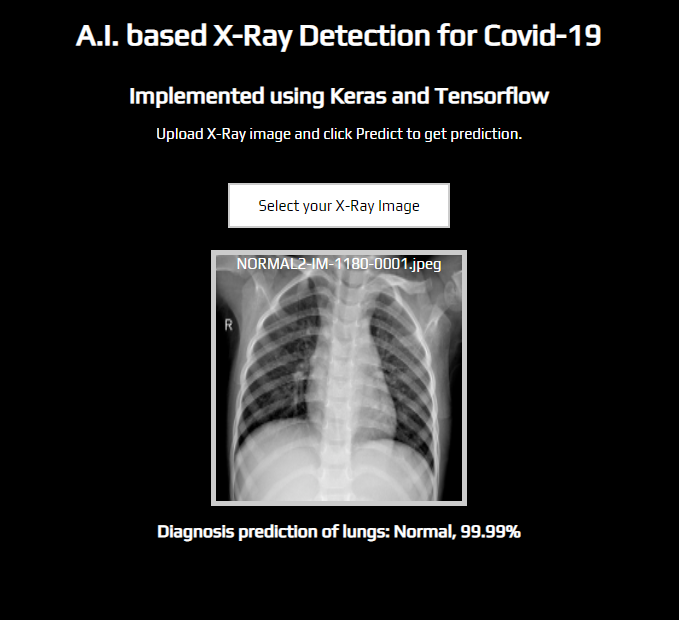 A.I. based X-Ray Detection for Covid-19
Implemented using Keras and Tensorflow
Upload X-Ray image and click Predict to get prediction.
Select your X-Ray Image
NORMAL2-IM-1180-0001.jpeg
R
Diagnosis prediction of lungs: Normal, 99.99%